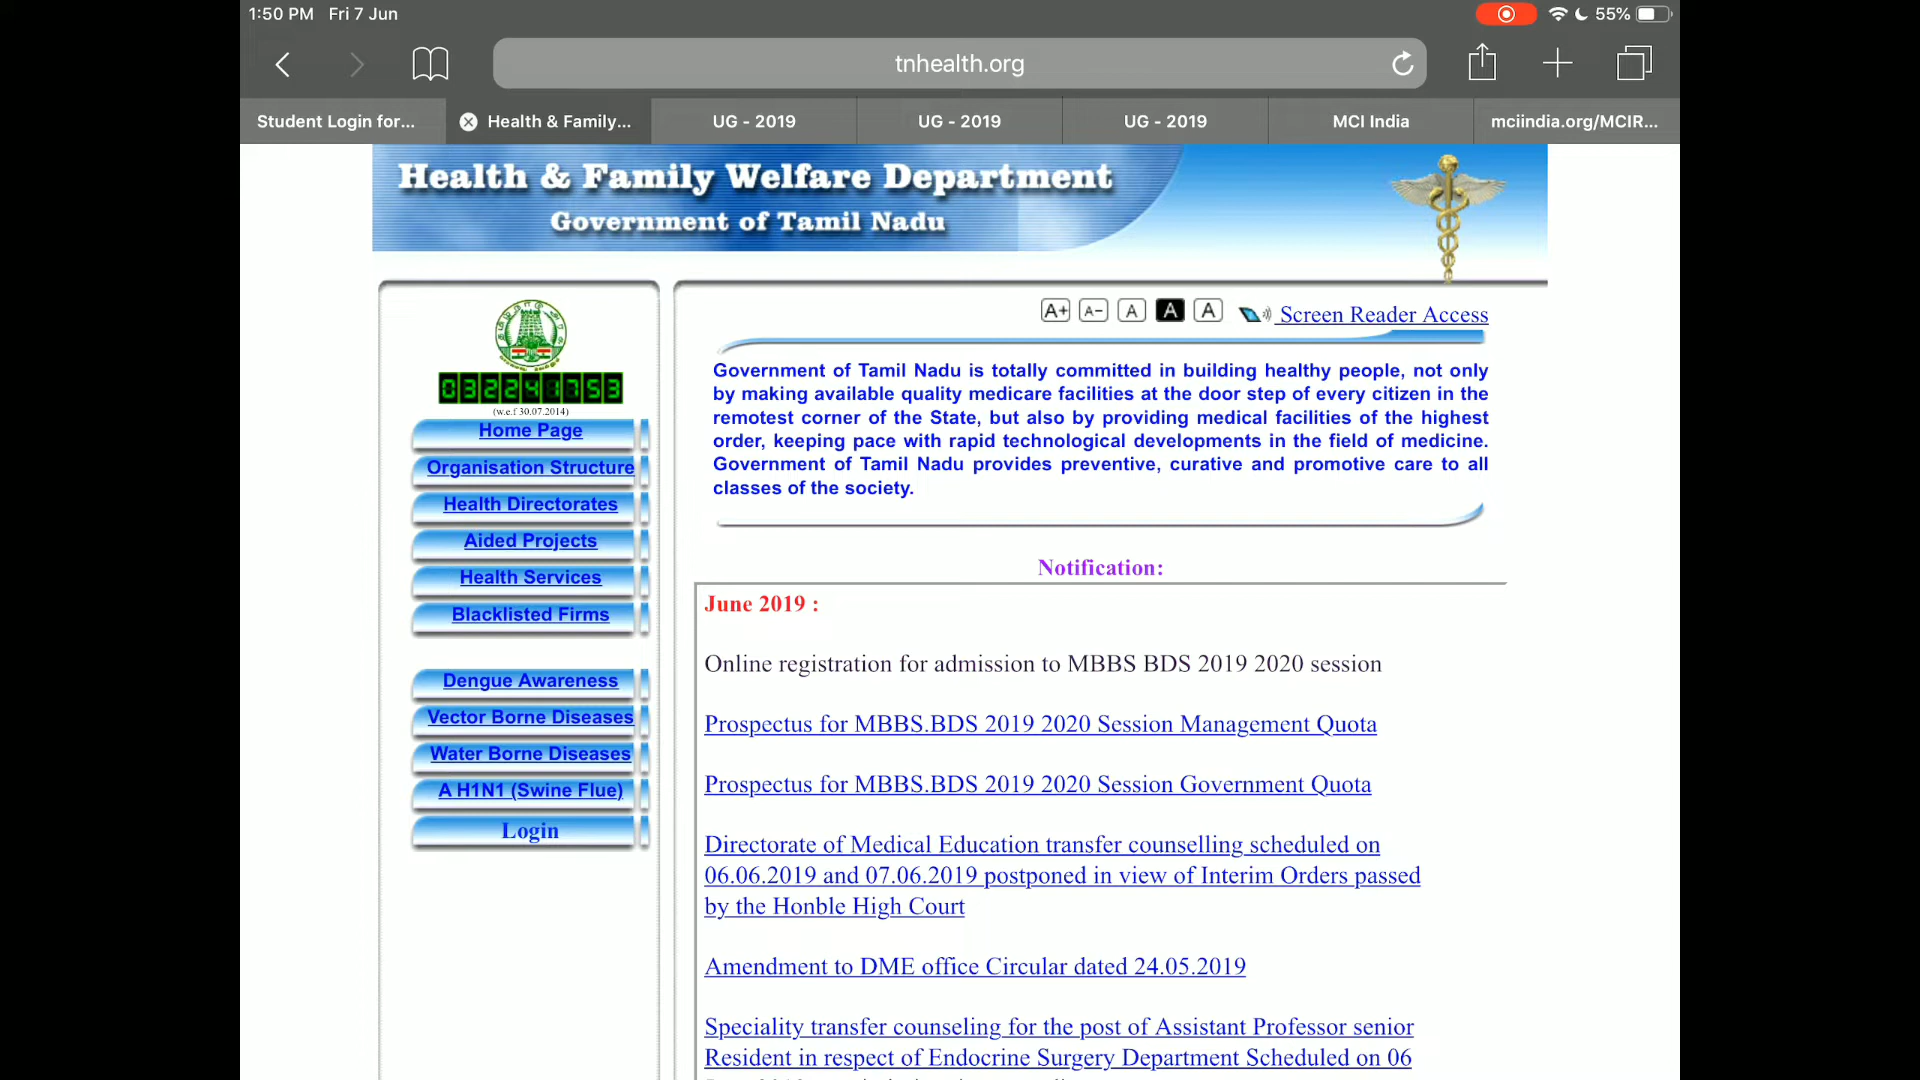 1:50 PM Fri 7 Jun
55%
tnhealth.org
Student Login for...
Health & Family...
UG - 2019
UG - 2019
UG - 2019
MCI India
mciindia.org/MCIR...
Health & Family Welfare Department
Government of Tamil Nadu
032241753
(w.e.f 30.07.2014)
Home Page
Organisation Structure
Health Directorates
Aided Projects
Health Services
Blacklisted Firms
Dengue Awareness
Vector Borne Diseases
Water Borne Diseases
A H1N1 (Swine Flue)
Login
A+ A- A A A Screen Reader Access
Government of Tamil Nadu is totally committed in building healthy people, not only
by making available quality medicare facilities at the door step of every citizen in the
remotest corner of the State, but also by providing medical facilities of the highest
order, keeping pace with rapid technological developments in the field of medicine.
Government of Tamil Nadu provides preventive, curative and promotive care to all
classes of the society.
Notification:
June 2019 :
Online registration for admission to MBBS BDS 2019 2020 session
Prospectus for MBBS.BDS 2019 2020 Session Management Quota
Prospectus for MBBS.BDS 2019 2020 Session Government Quota
Directorate of Medical Education transfer counselling scheduled on
06.06.2019 and 07.06.2019 postponed in view of Interim Orders passed
by the Honble High Court
Amendment to DME office Circular dated 24.05.2019
Speciality transfer counseling for the post of Assistant Professor senior
Resident in respect of Endocrine Surgery Department Scheduled on 06